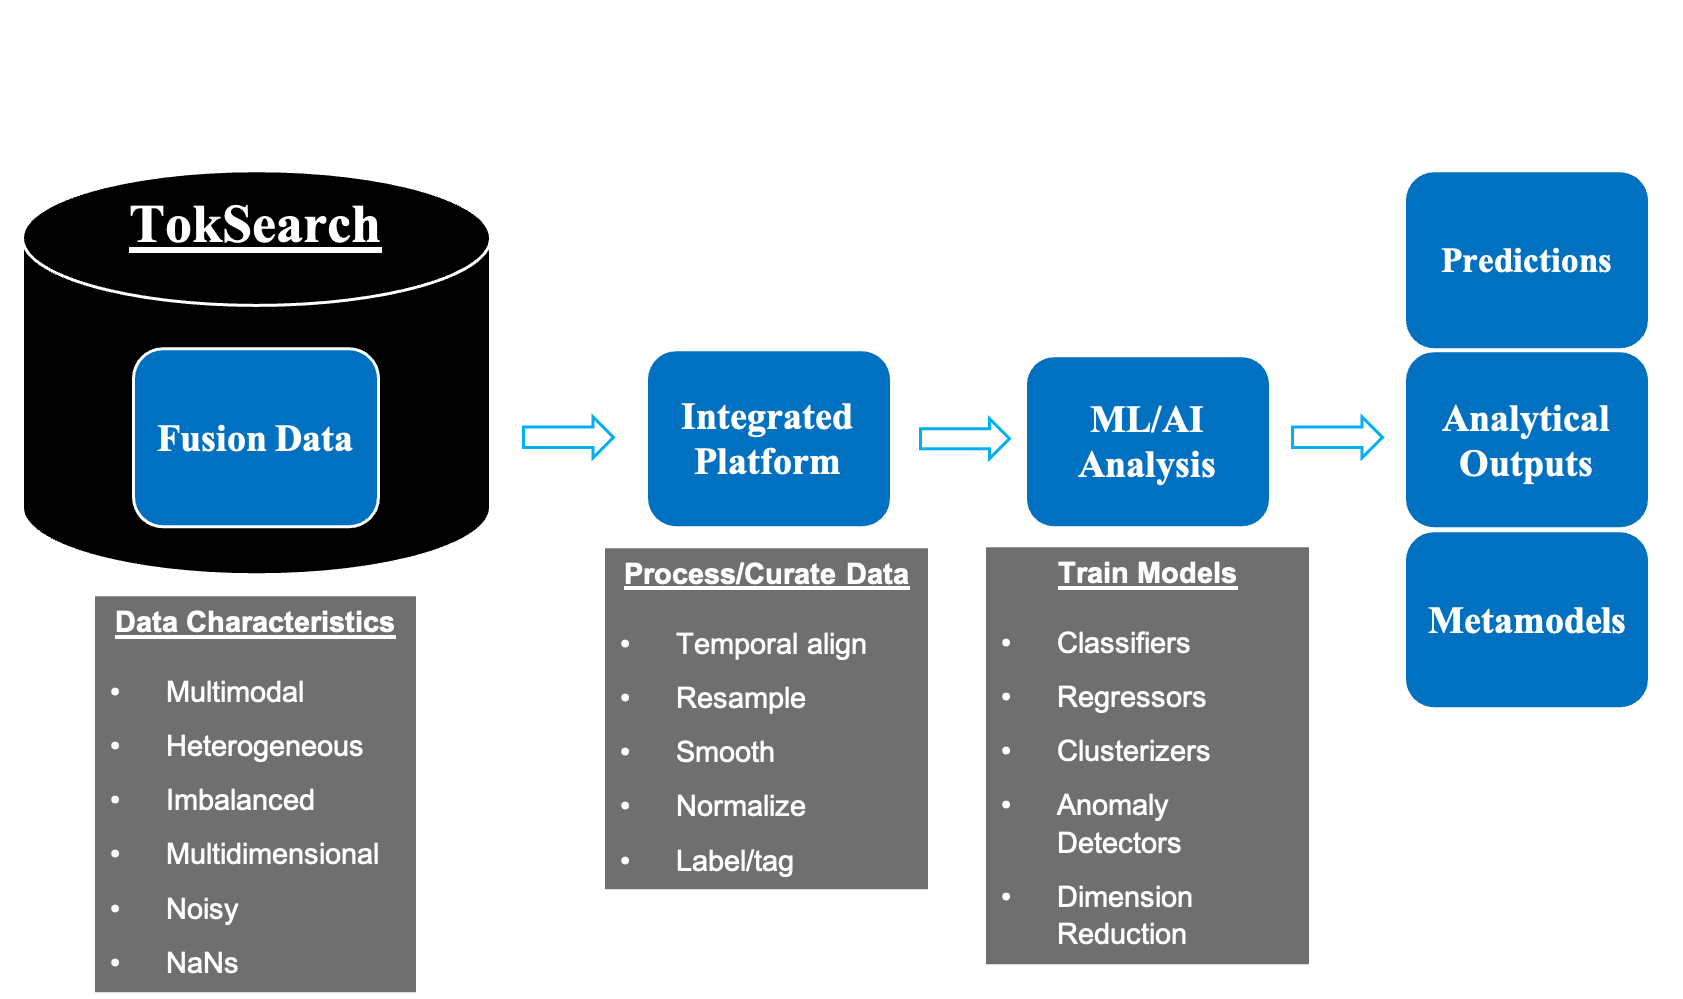 TokSearch
Fusion Data
Data Characteristics
• Multimodal
• Heterogeneous
• Imbalanced
• Multidimensional
• Noisy
• NaNs
Integrated
Platform
Process/Curate Data
• Temporal align
• Resample
• Smooth
• Normalize
• Label/tag
ML/AI
Analysis
Train Models
• Classifiers
• Regressors
• Clusterizers
• Anomaly
Detectors
• Dimension
Reduction
Predictions
Analytical
Outputs
Metamodels